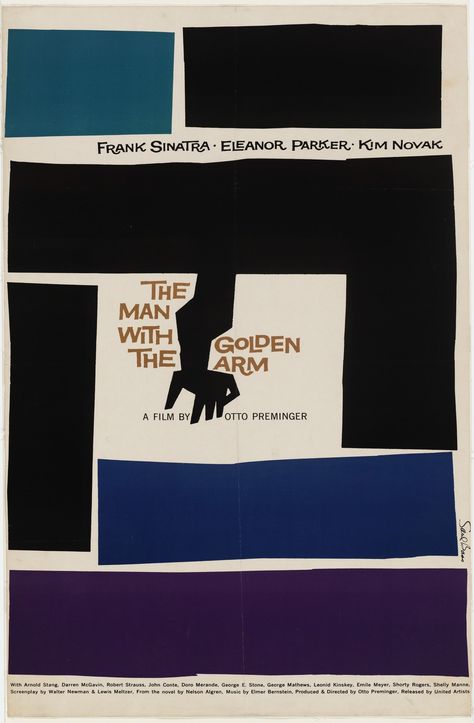 FRANK SINATRA · ELEANOR PARKER · KIM NOVAK
THE
MAN
WITH
THE
GOLDEN
ARM
A FILM BY OTTO PREMINGER
Saul Bass
With Arnold Stang, Darren McGavin, Robert Strauss, John Conte, Doro Merande, George E. Stone, George Mathews, Leonid Kinskey, Emile Meyer, Shorty Rogers, Shelly Manne,
Screenplay by Walter Newman & Lewis Meltzer, From the novel by Nelson Algren, Music by Elmer Bernstein, Produced & Directed by Otto Preminger, Released by United Artists